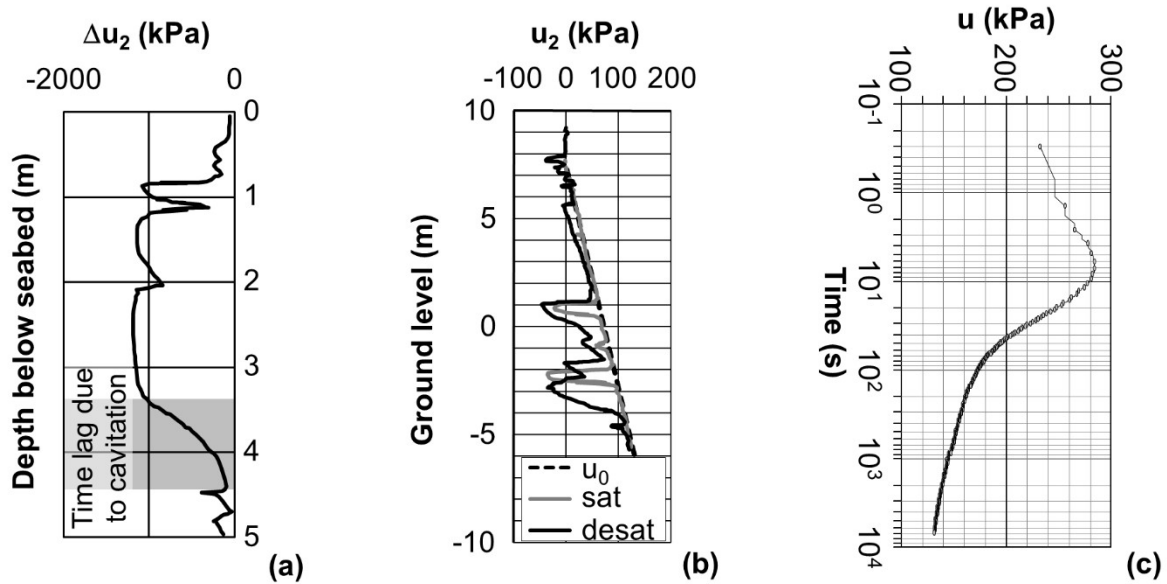 Δu₂ (kPa)
-2000 0
0
1
2
3
4
5
Depth below seabed (m)
Time lag due
to cavitation
(a)
u₂ (kPa)
-100 0 100 200
10
5
0
-5
-10
Ground level (m)
u₀
sat
desat
(b)
u (kPa)
100
200
300
10⁻¹
10⁰
10¹
10²
10³
10⁴
Time (s)
(c)